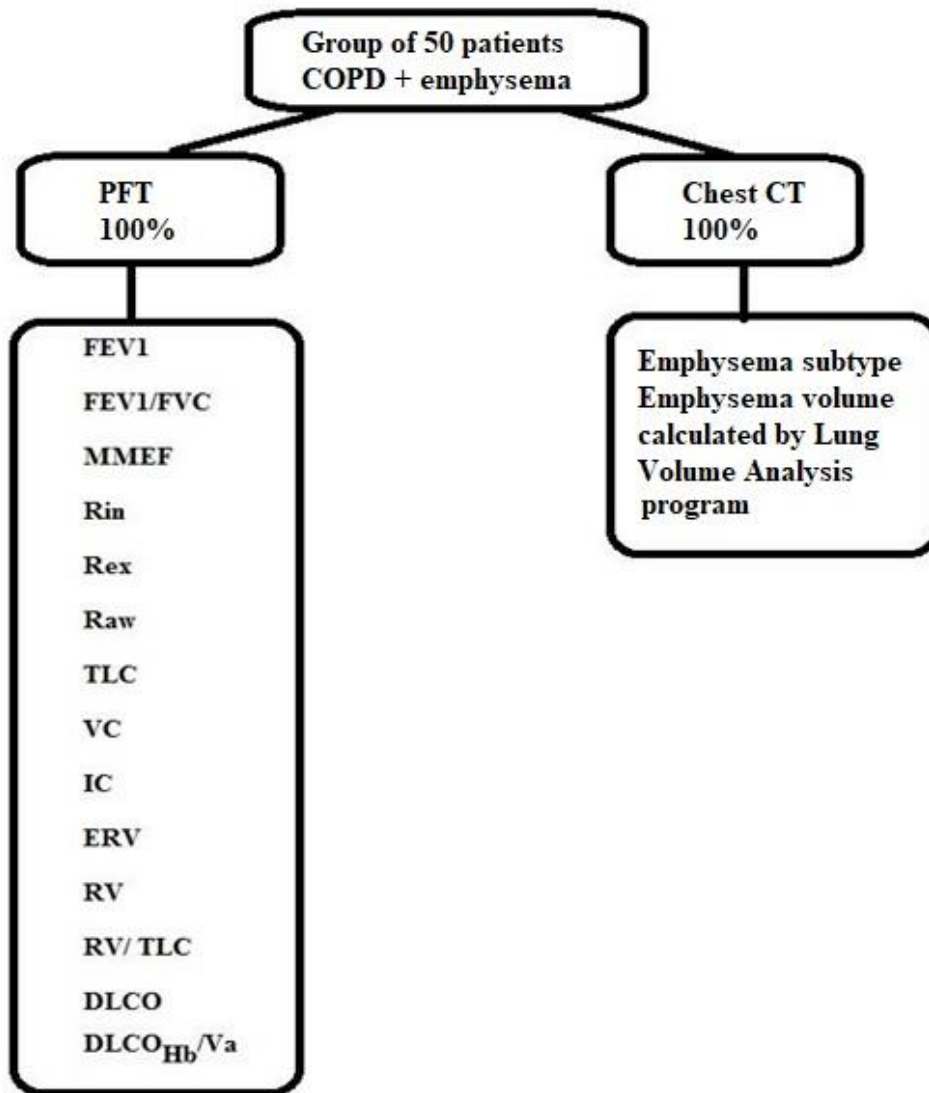 Group of 50 patients
COPD + emphysema
PFT
100%
Chest CT
100%
FEV1
FEV1/FVC
MMEF
Rin
Rex
Raw
TLC
VC
IC
ERV
RV
RV/ TLC
DLCO
DLCOHb/Va
Emphysema subtype
Emphysema volume
calculated by Lung
Volume Analysis
program